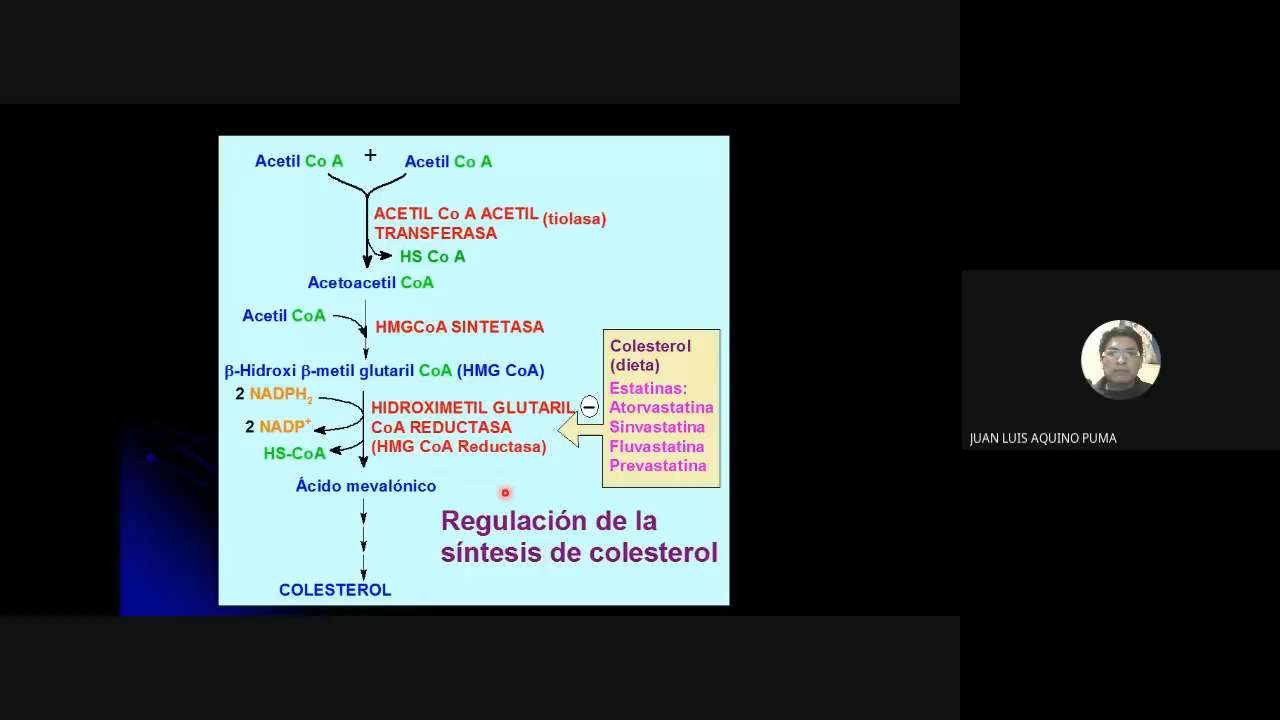 Acetil Co A + Acetil Co A
ACETIL Co A ACETIL (tiolasa)
TRANSFERASA
HS Co A
Acetoacetil CoA
Acetil CoA
HMGCoA SINTETASA
β-Hidroxi β-metil glutaril CoA (HMG CoA)
2 NADPH2
2 NADP+
HS-CoA
HIDROXIMETIL GLUTARIL
CoA REDUCTASA
(HMG CoA Reductasa)
−
Colesterol
(dieta)
Estatinas:
Atorvastatina
Sinvastatina
Fluvastatina
Prevastatina
Ácido mevalónico
Regulación de la
síntesis de colesterol
COLESTEROL
JUAN LUIS AQUINO PUMA